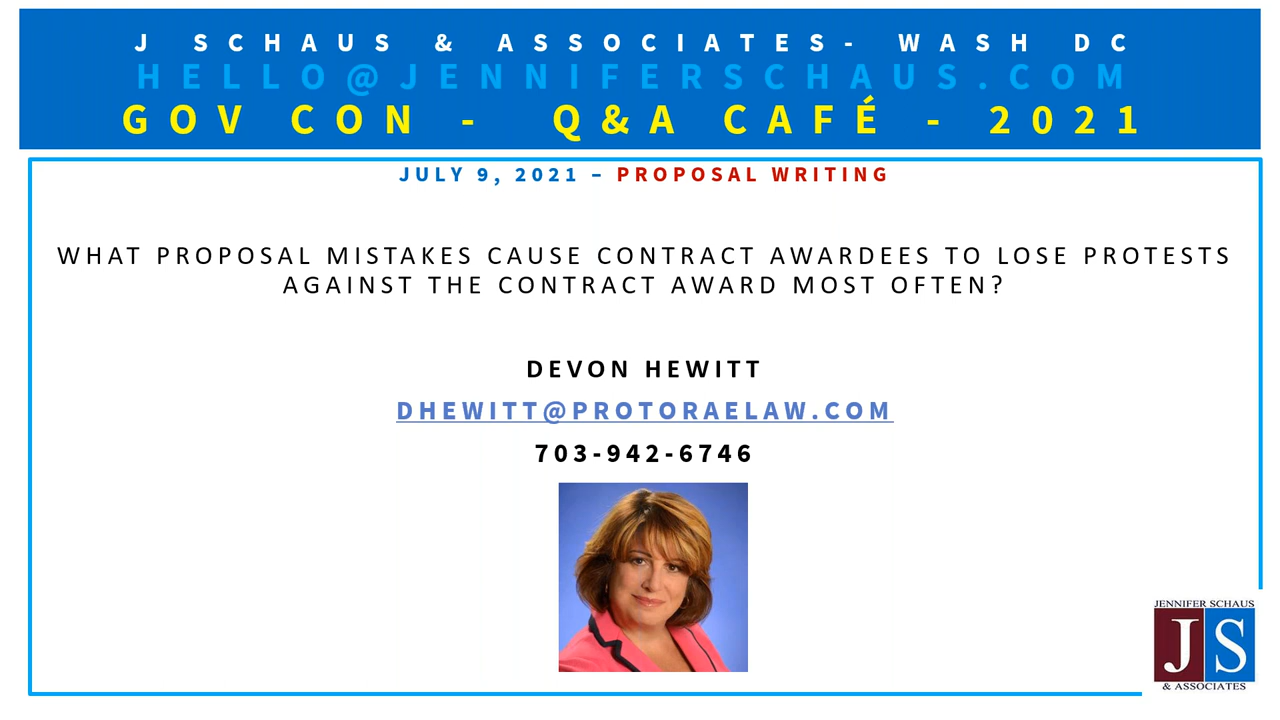 J SCHAUS & ASSOCIATES- WASH DC
HELLO@JENNIFERSCHAUS.COM
GOV CON - Q&A CAFÉ - 2021
JULY 9, 2021 – PROPOSAL WRITING
WHAT PROPOSAL MISTAKES CAUSE CONTRACT AWARDEES TO LOSE PROTESTS
AGAINST THE CONTRACT AWARD MOST OFTEN?
DEVON HEWITT
DHEWITT@PROTORAELAW.COM
703-942-6746
JENNIFER SCHAUS
JS
& ASSOCIATES